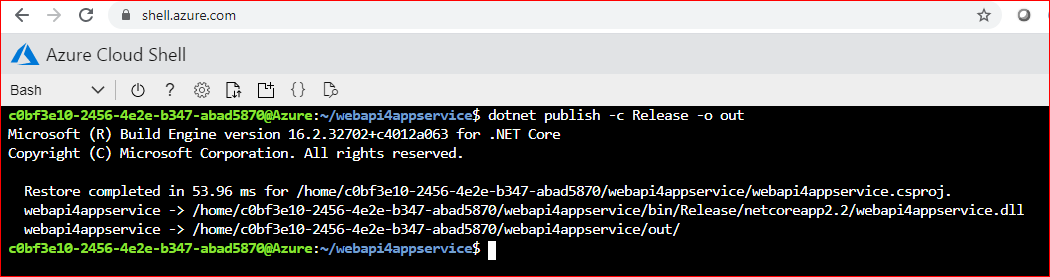 shell.azure.com
Azure Cloud Shell
Bash
c0bf3e10-2456-4e2e-b347-abad5870@Azure:~/webapi4appservice$ dotnet publish -c Release -o out
Microsoft (R) Build Engine version 16.2.32702+c4012a063 for .NET Core
Copyright (C) Microsoft Corporation. All rights reserved.
Restore completed in 53.96 ms for /home/c0bf3e10-2456-4e2e-b347-abad5870/webapi4appservice/webapi4appservice.csproj.
webapi4appservice -> /home/c0bf3e10-2456-4e2e-b347-abad5870/webapi4appservice/bin/Release/netcoreapp2.2/webapi4appservice.dll
webapi4appservice -> /home/c0bf3e10-2456-4e2e-b347-abad5870/webapi4appservice/out/
c0bf3e10-2456-4e2e-b347-abad5870@Azure:~/webapi4appservice$